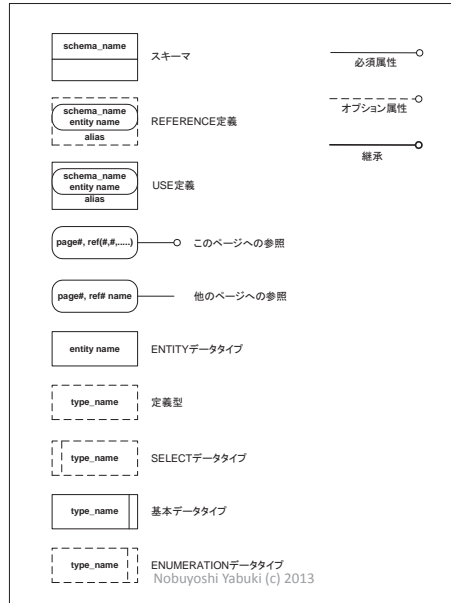 schema_name
スキーマ
必須属性
schema_name
entity name
alias
REFERENCE定義
オプション属性
継承
schema_name
entity name
alias
USE定義
page#, ref(#,#,.....)
このページへの参照
page#, ref# name
他のページへの参照
entity name
ENTITYデータタイプ
type_name
定義型
type_name
SELECTデータタイプ
type_name
基本データタイプ
type_name
ENUMERATIONデータタイプ
Nobuyoshi Yabuki (c) 2013